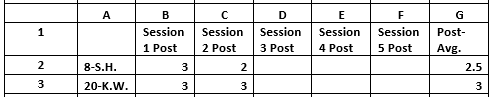 A B C D E F G
1 Session 1 Post Session 2 Post Session 3 Post Session 4 Post Session 5 Post Post-Avg.
2 8-S.H. 3 2 2.5
3 20-K.W. 3 3 3